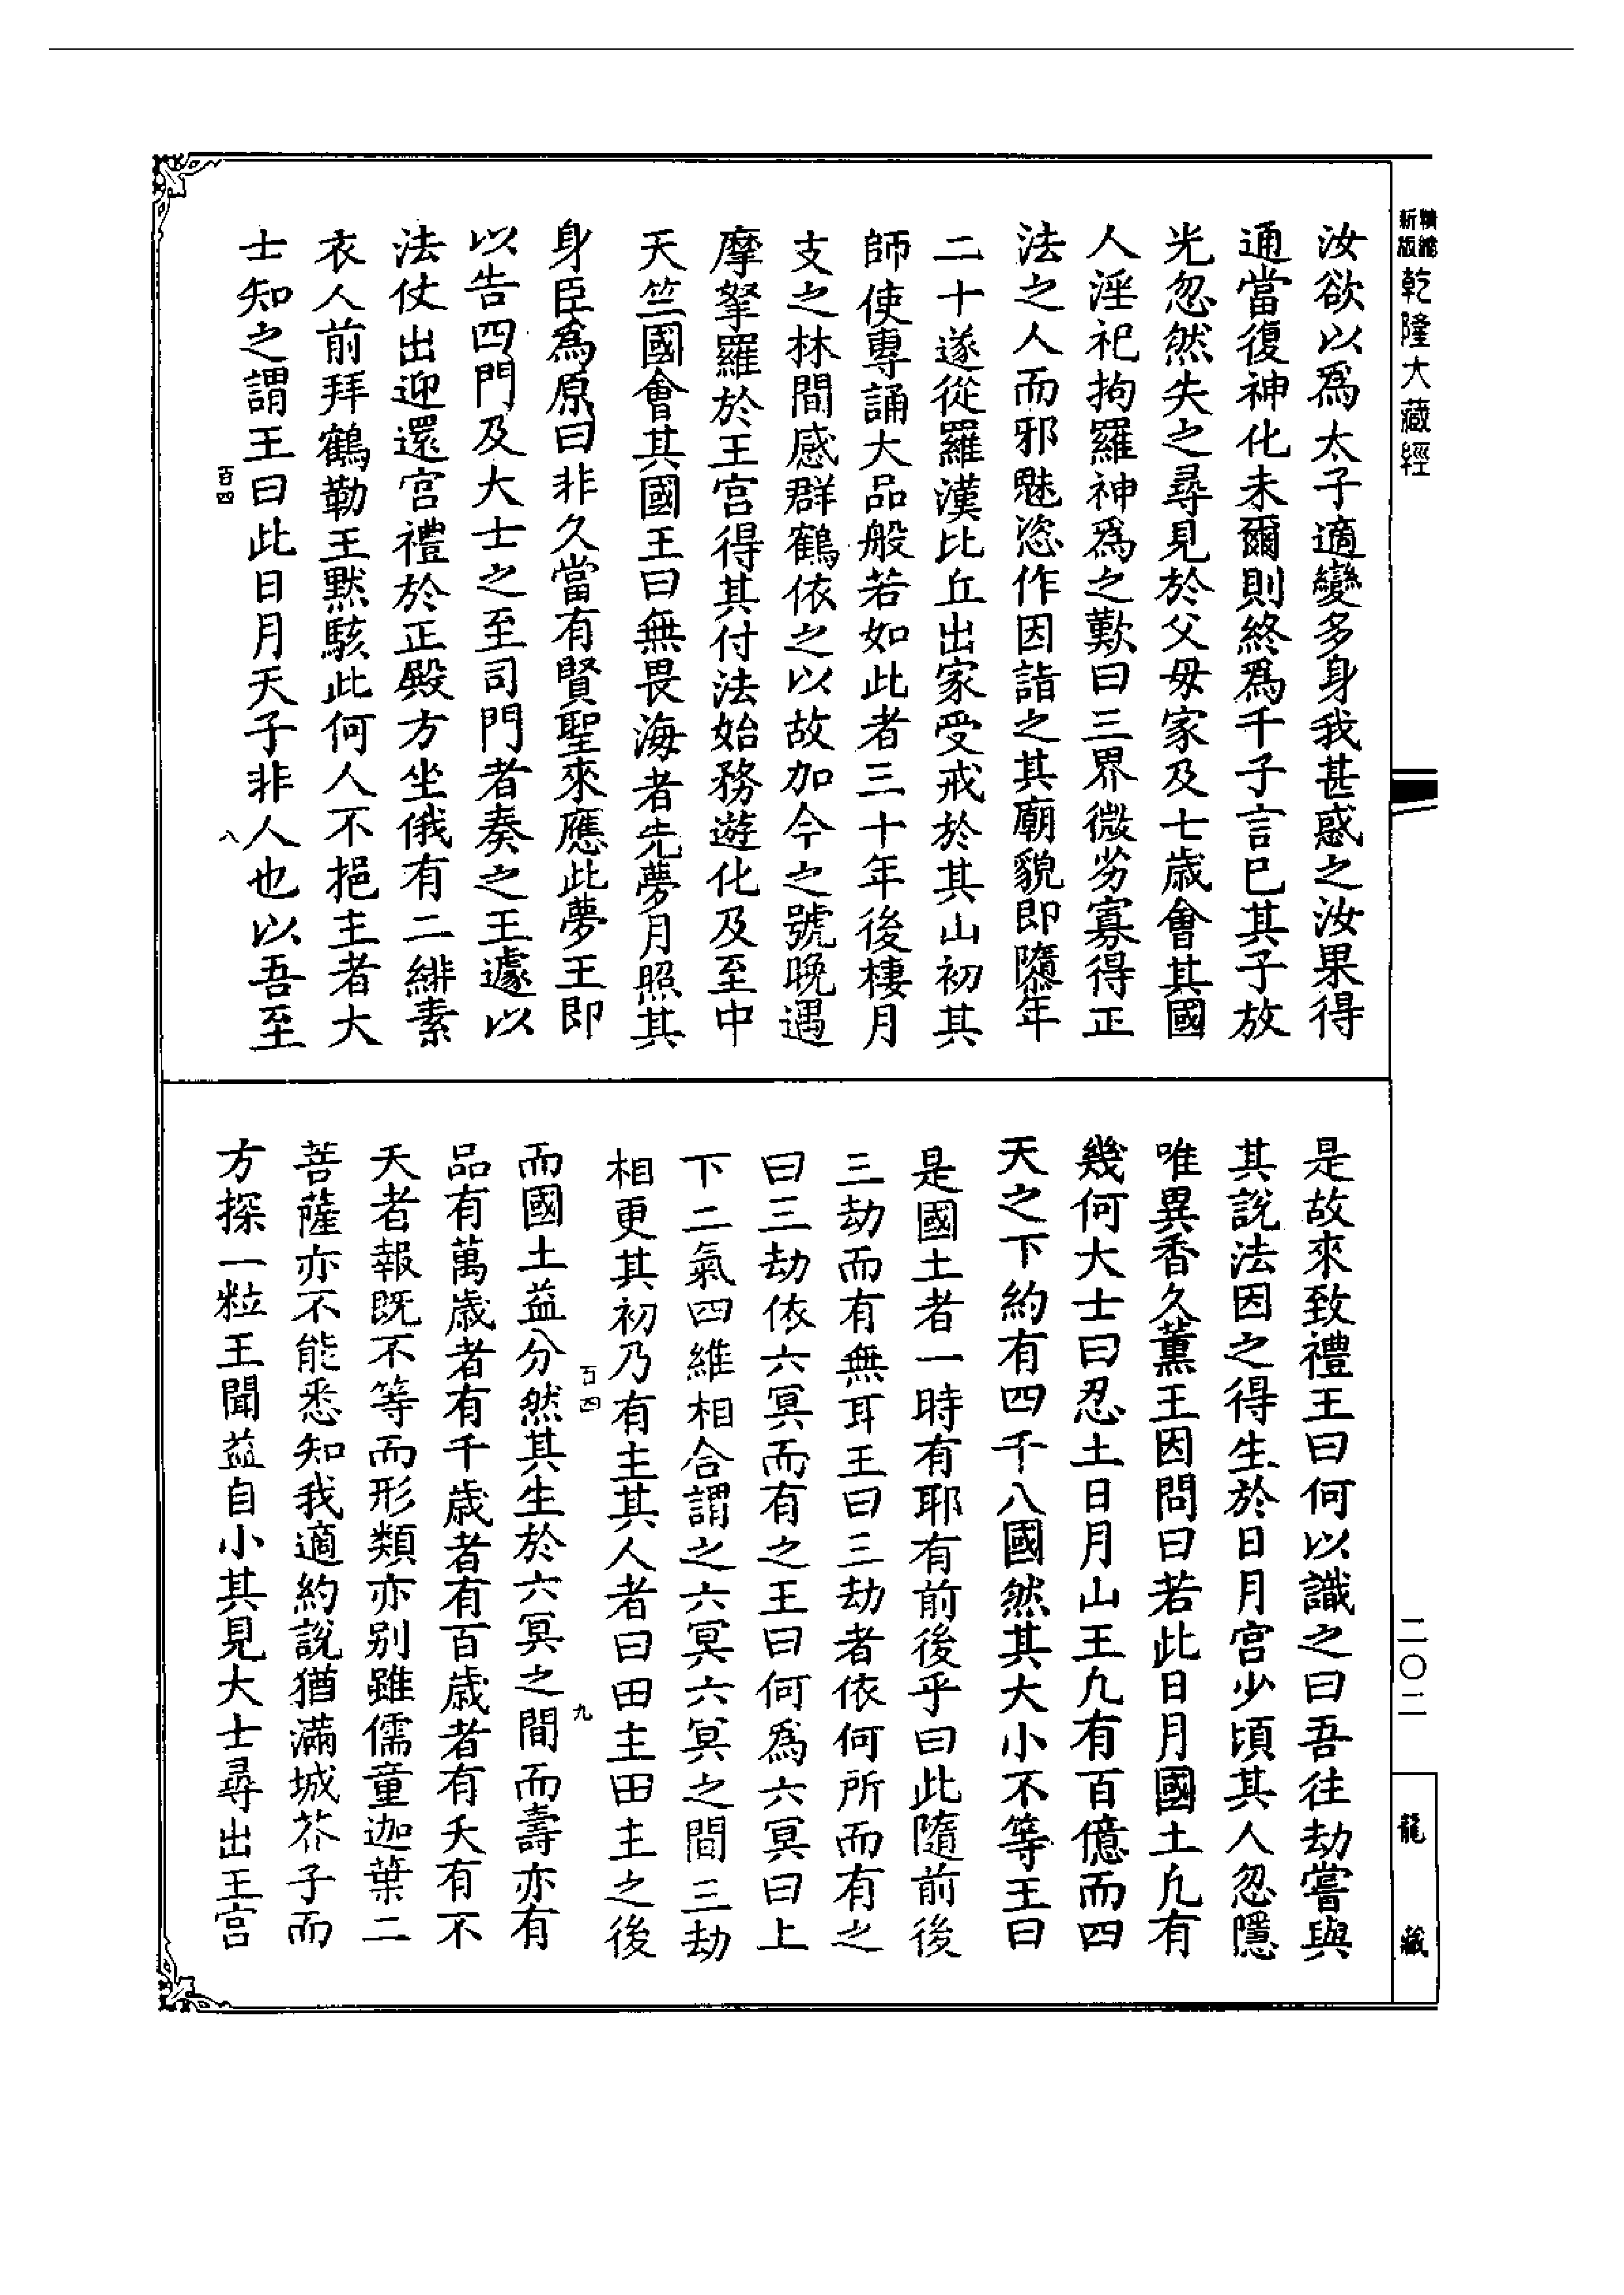 精縮
新版
乾隆大藏經
汝欲以爲太子適變多身我甚惑之汝果得
通當復神化未爾則終爲千子言已其子放
光忽然失之尋見於父母家及七歲會其國
人淫祀拘羅神爲之歎曰三界微劣寡得正
法之人而邪魅恣作因詣之其廟貌即隳年
二十遂從羅漢比丘出家受戒於其山初其
師使專誦大品般若如此者三十年後棲月
支之林間感群鶴依之以故加今之號晚遇
摩拏羅於王宮得其付法始務遊化及至中
天竺國會其國王曰無畏海者先夢月照其
身臣爲原曰非久當有賢聖來應此夢王即
以告四門及大士之至司門者奏之王遽以
法仗出迎還宮禮於正殿方坐俄有二緋素
衣人前拜鶴勒王默駭此何人不挹主者大
士知之謂王曰此日月天子非人也以吾至
百四
八
是故來致禮王曰何以識之曰吾往劫嘗與
其說法因之得生於日月宮少頃其人忽隱
唯異香久薰王因問曰若此日月國土凡有
幾何大士曰忍土日月山王凡有百億而四
天之下約有四千八國然其大小不等王曰
是國土者一時有耶有前後乎曰此隨前後
三劫而有無耳王曰三劫者依何所而有之
曰三劫依六冥而有之王曰何爲六冥曰上
下二氣四維相合謂之六冥六冥之間三劫
相更其初乃有主其人者曰田主田主之後
百四
九
而國土益分然其生於六冥之間而壽亦有
品有萬歲者有千歲者有百歲者有夭有不
夭者報既不等而形類亦別雖儒童迦葉二
菩薩亦不能悉知我適約說猶滿城芥子而
方探一粒王聞益自小其見大士尋出王宮
二〇二
龍藏